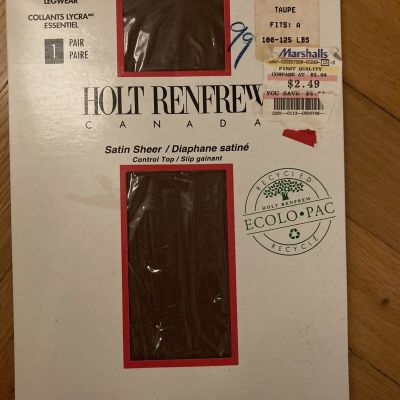 LEGWEAR
COLLANTS LYCRA
ESSENTIEL
1 PAIR
PAIRE
99
TAUPE
FITS: A
100-125 LBS
Marshalls
FIRST QUALITY
COMPARE AT $5.00
$2.49
YOU SAVE
HOLT RENFREW
CANADA
Satin Sheer / Diaphane satiné
Control Top / Slip gainant
RECYCLED
HOLT RENFREW
ECOLO•PAC
RECYCLE